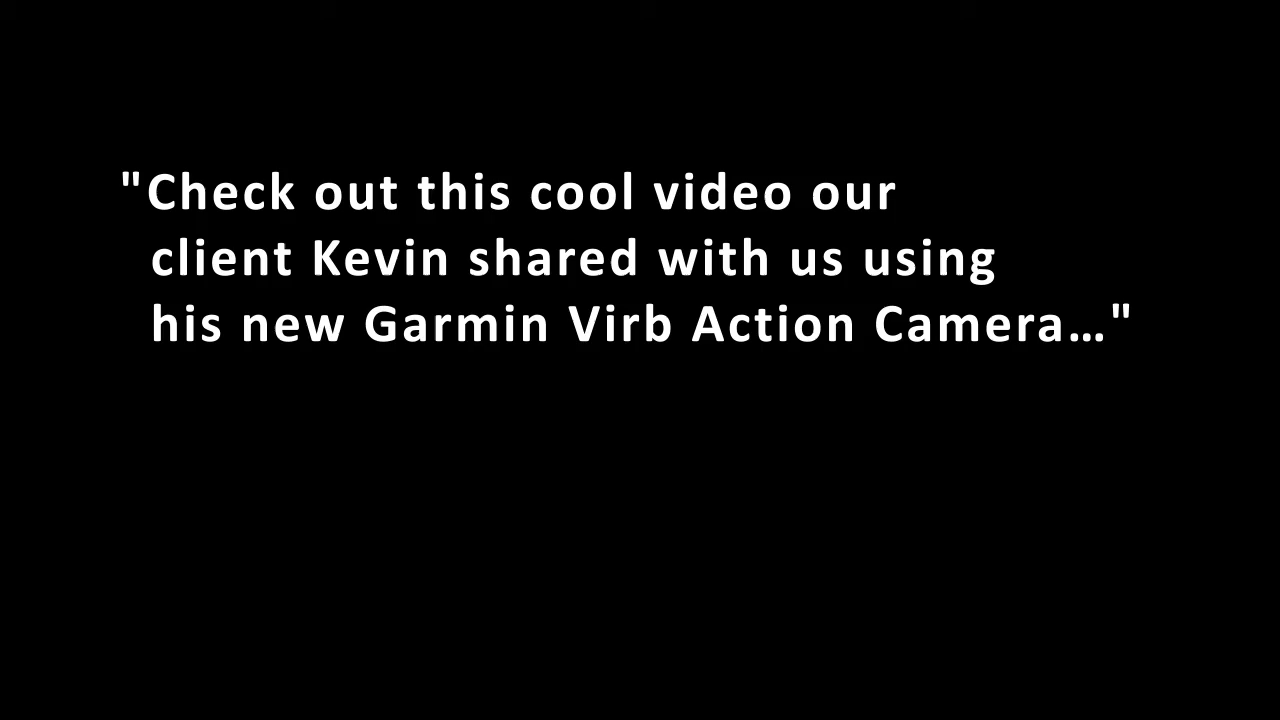 "Check out this cool video our
client Kevin shared with us using
his new Garmin Virb Action Camera…"